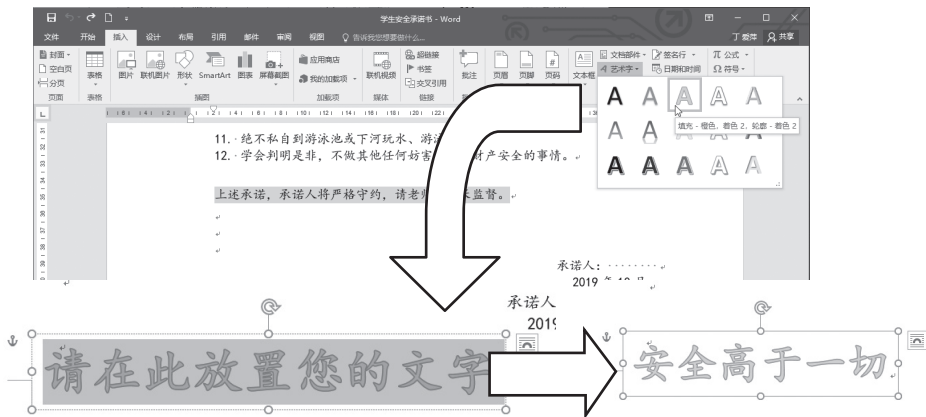 学生安全承诺书 - Word
文件 开始 插入 设计 布局 引用 邮件 审阅 视图 告诉我您想要做什么... 丁爱萍 共享
封面 空白页 分页 页面
表格 表格
图片 联机图片 形状 SmartArt 图表 屏幕截图 插图
应用商店 我的加载项 加载项
联机视频 媒体
超链接 书签 交叉引用 链接
批注 页眉 页脚 页码 文本框
文档部件 签名行 公式
艺术字 日期和时间 符号
A A A A A
填充 - 橙色, 着色 2, 轮廓 - 着色 2
A A
A A A A A
11. 绝不私自到游泳池或下河玩水、游
12. 学会判明是非，不做其他任何妨害 财产安全的事情。
上述承诺，承诺人将严格守约，请老 监督。
承诺人：
2019
承诺人
2019
请在此放置您的文字
安全高于一切